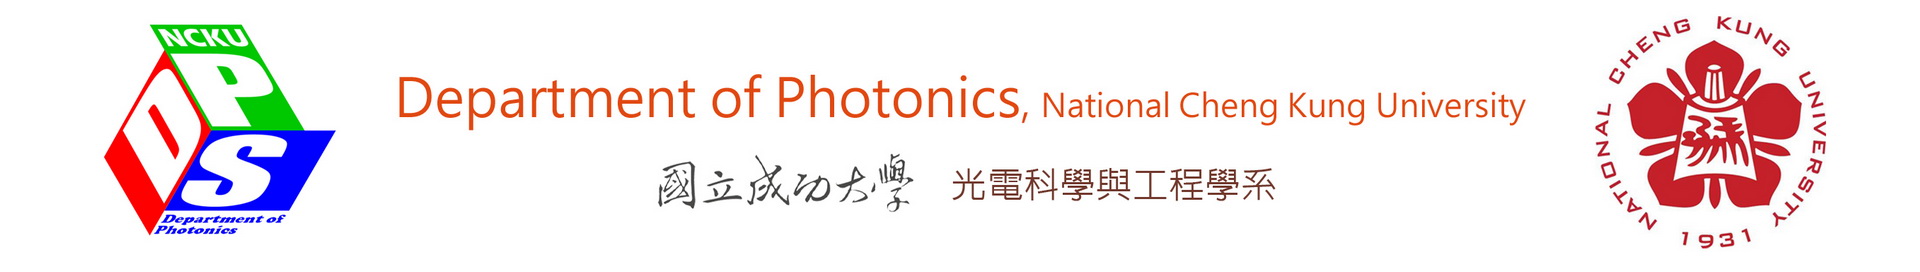 NCKU
DPS
Department of
Photonics
Department of Photonics, National Cheng Kung University
國立成功大學 光電科學與工程學系
NATIONAL CHENG KUNG UNIVERSITY
1931